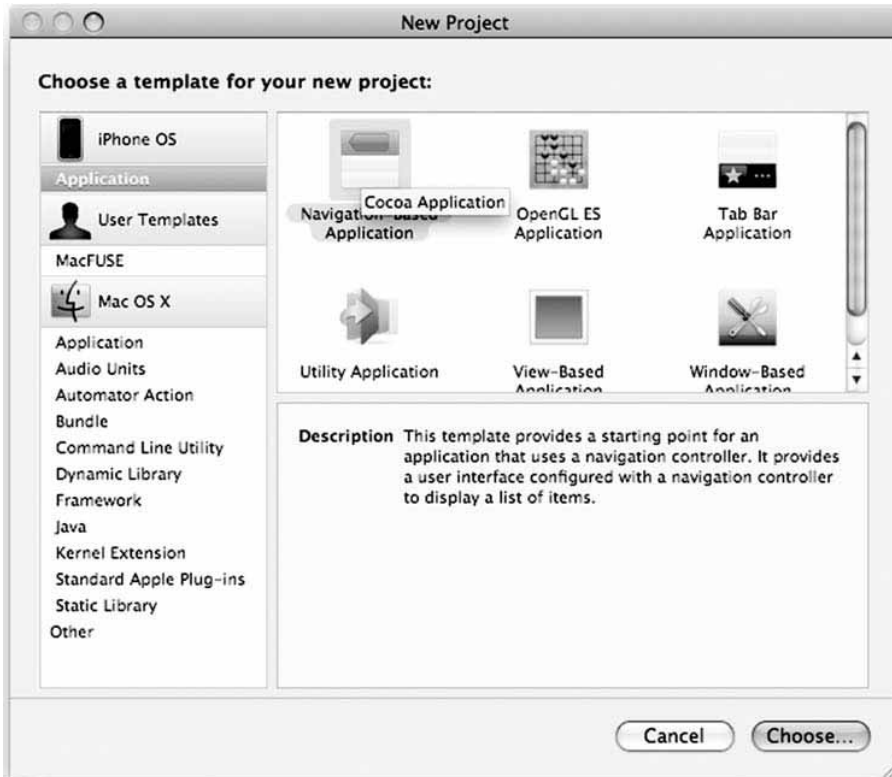 New Project
Choose a template for your new project:
iPhone OS
Application
User Templates
MacFUSE
Mac OS X
Application
Audio Units
Automator Action
Bundle
Command Line Utility
Dynamic Library
Framework
Java
Kernel Extension
Standard Apple Plug-ins
Static Library
Other
Navigation-Based
Application
Cocoa Application
OpenGL ES
Application
Tab Bar
Application
Utility Application
View-Based
Application
Window-Based
Application
Description This template provides a starting point for an
application that uses a navigation controller. It provides
a user interface configured with a navigation controller
to display a list of items.
Cancel
Choose...